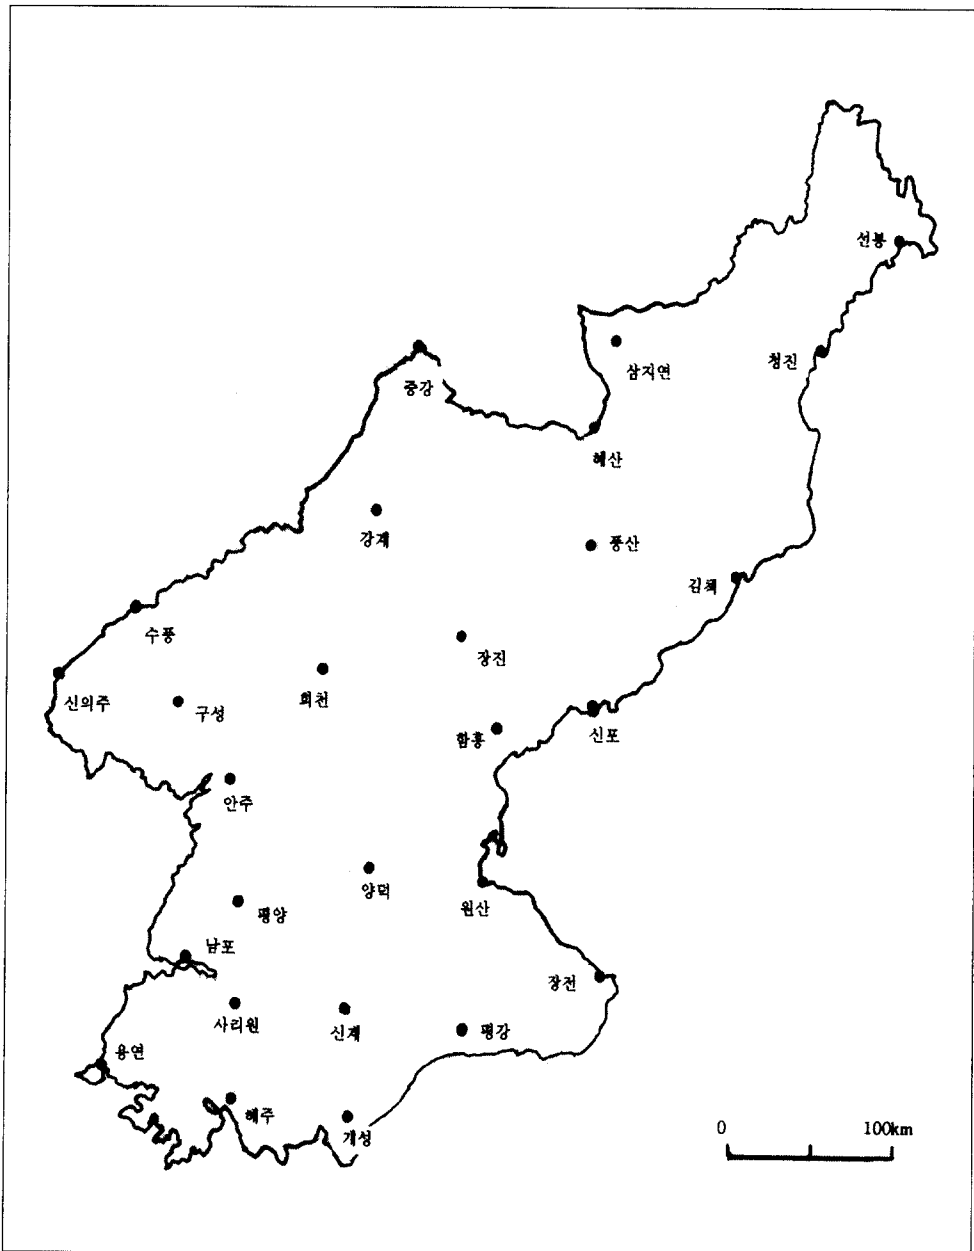 선봉
청진
삼지연
중강
혜산
강계
풍산
김책
수풍
장진
신의주
희천
구성
신포
함흥
안주
양덕
원산
평양
남포
장전
사리원
신계
평강
용연
해주
개성
0 100km